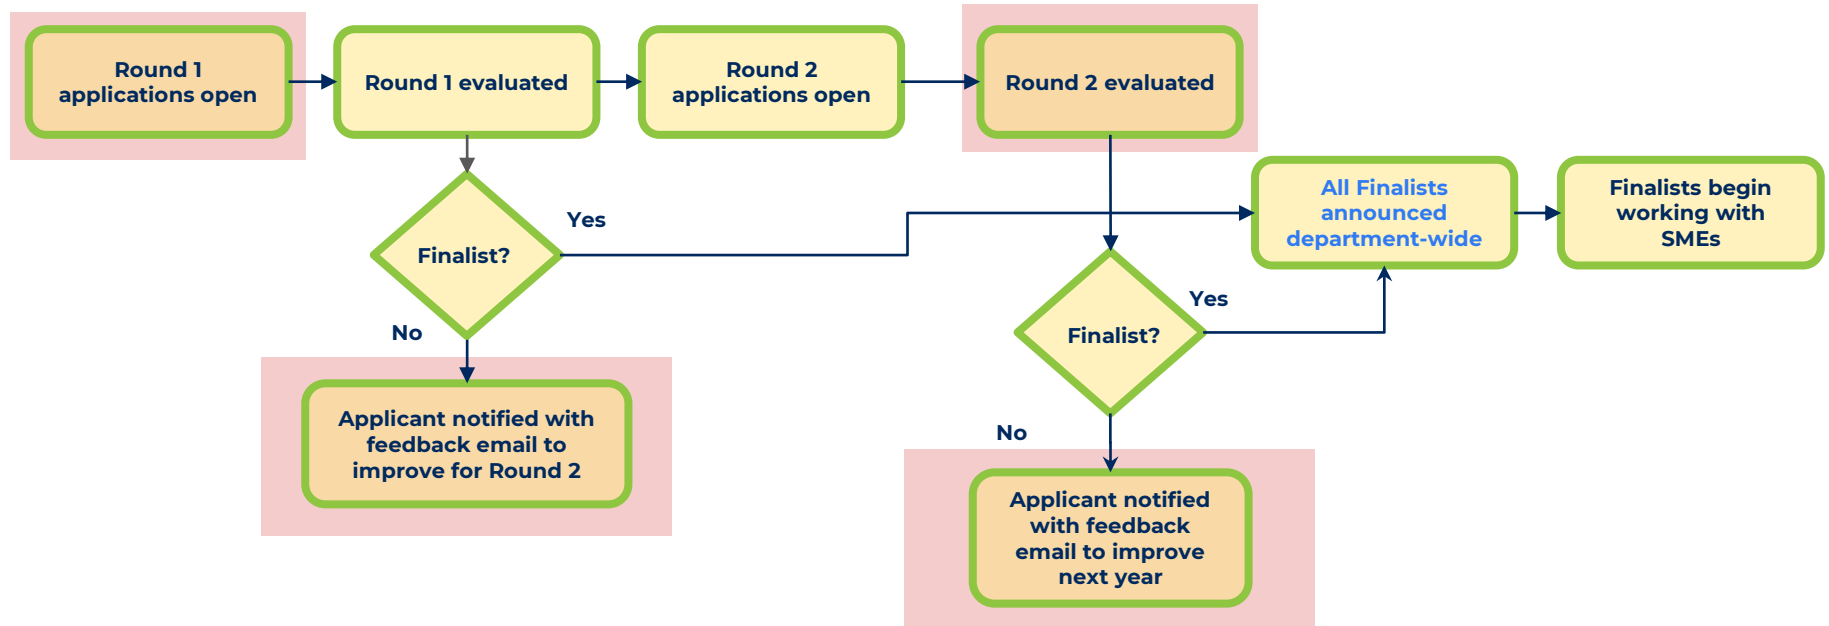 Round 1
applications open
Round 1 evaluated
Round 2
applications open
Round 2 evaluated
All Finalists
announced
department-wide
Finalists begin
working with
SMEs
Yes
Finalist?
No
Yes
Finalist?
No
Applicant notified with
feedback email to
improve for Round 2
Applicant notified
with feedback
email to improve
next year